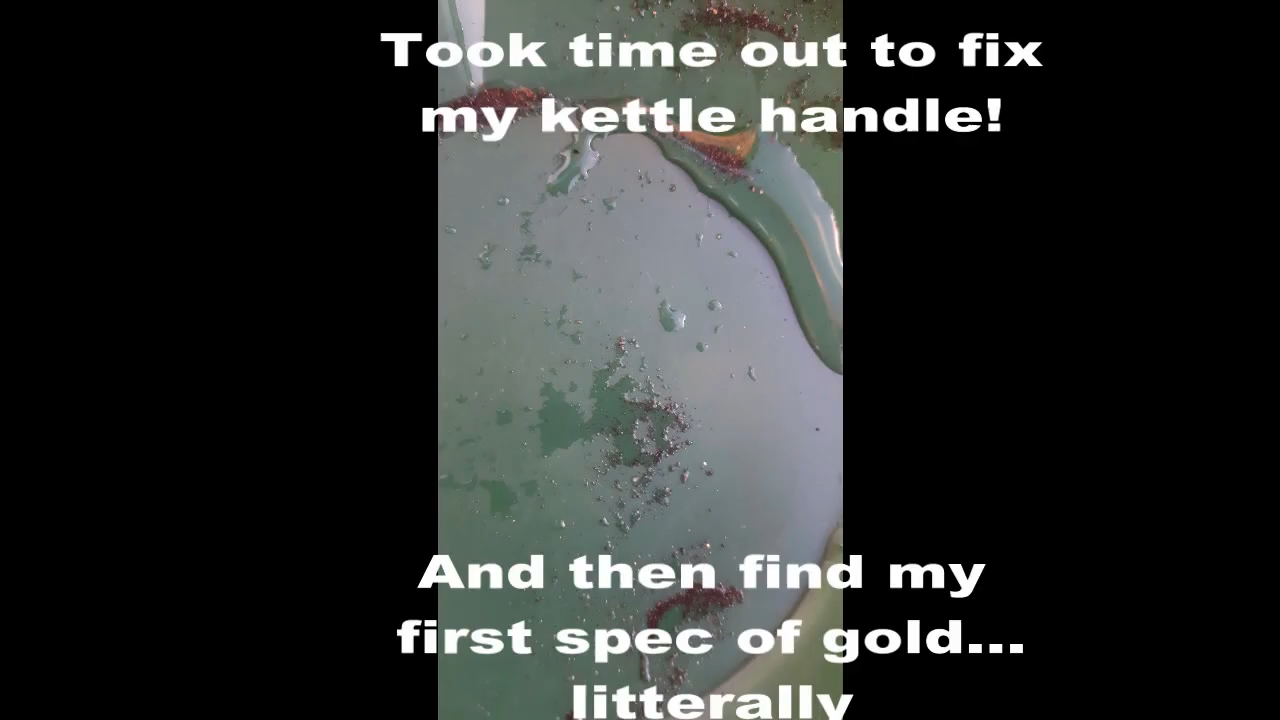 Took time out to fix
my kettle handle!
And then find my
first spec of gold...
litterally